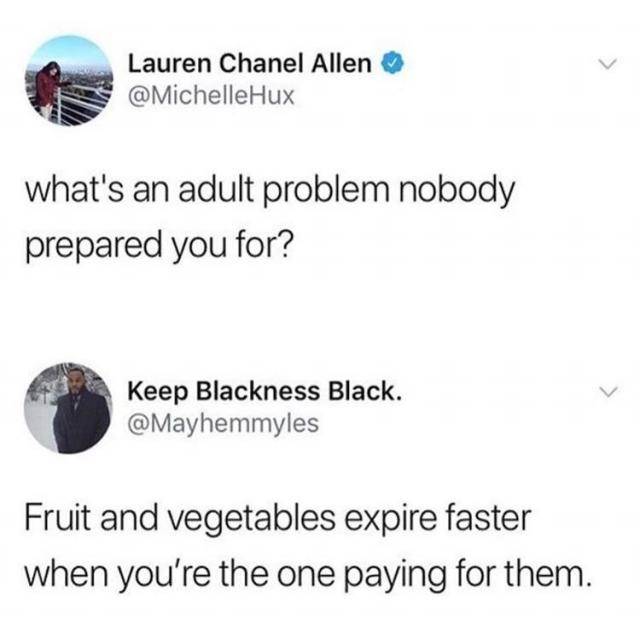 Lauren Chanel Allen
@MichelleHux
what's an adult problem nobody
prepared you for?
Keep Blackness Black.
@Mayhemmyles
Fruit and vegetables expire faster
when you're the one paying for them.